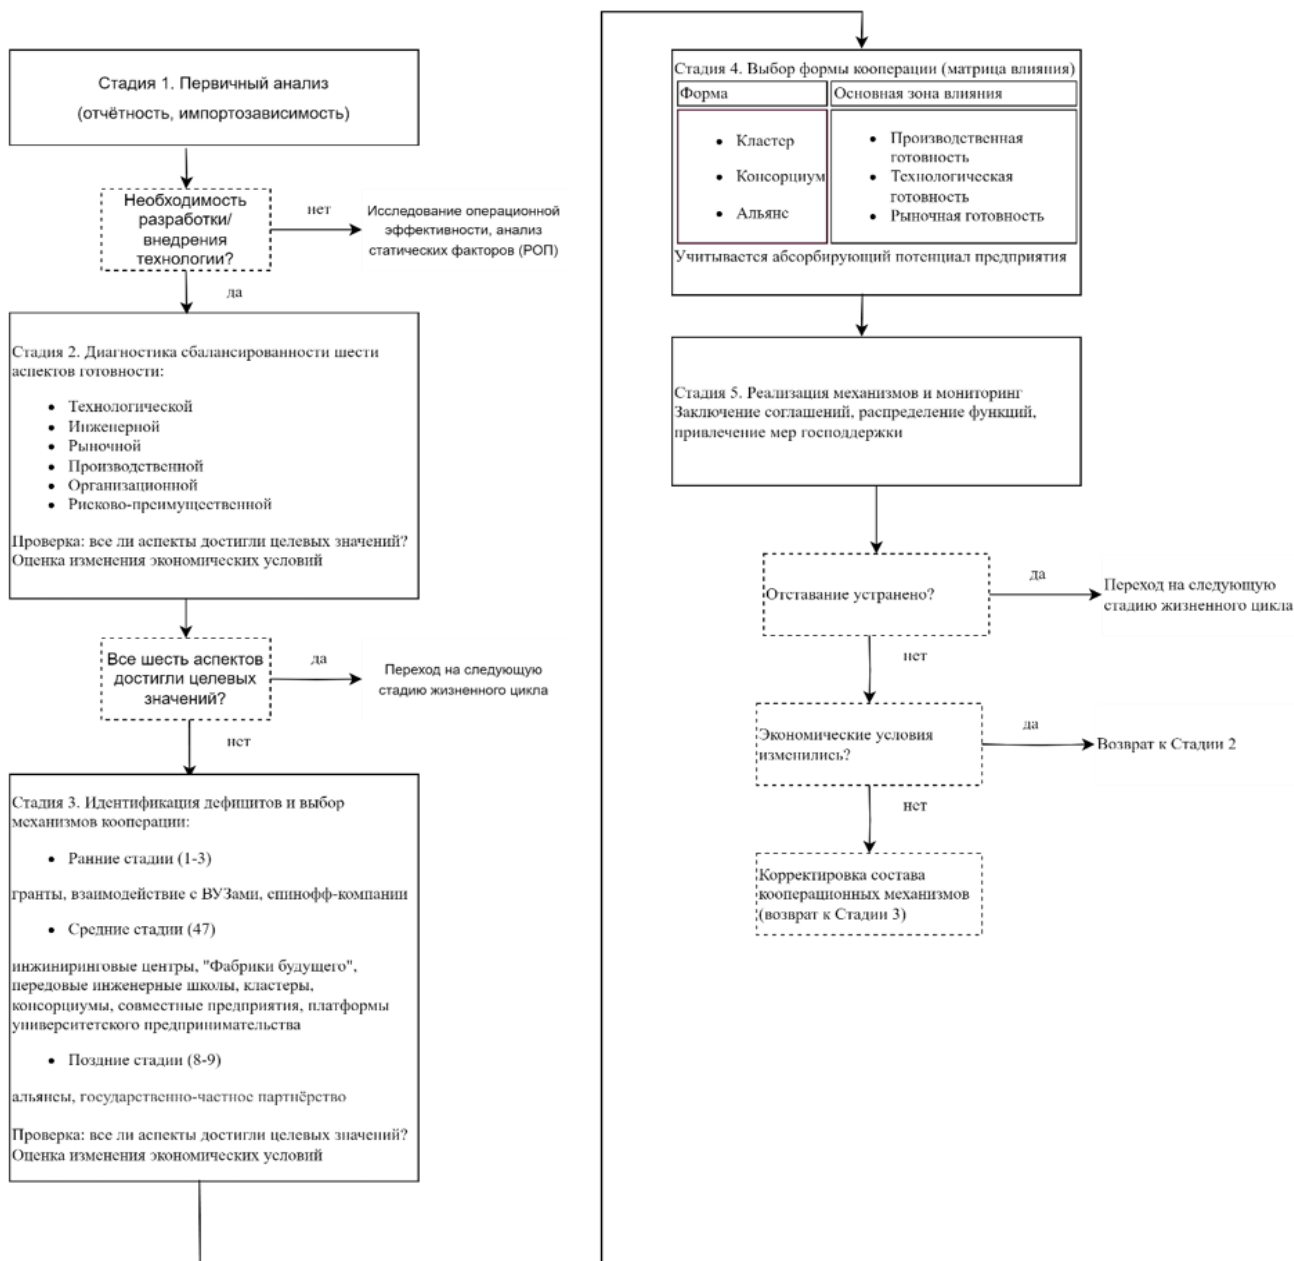 Стадия 1. Первичный анализ
(отчётность, импортозависимость)
Необходимость
разработки/
внедрения
технологии?
нет
Исследование операционной
эффективности, анализ
статических факторов (РОП)
да
Стадия 2. Диагностика сбалансированности шести
аспектов готовности:
• Технологической
• Инженерной
• Рыночной
• Производственной
• Организационной
• Рисково-преимущественной
Проверка: все ли аспекты достигли целевых значений?
Оценка изменения экономических условий
Все шесть аспектов
достигли целевых
значений?
да
Переход на следующую
стадию жизненного цикла
нет
Стадия 3. Идентификация дефицитов и выбор
механизмов кооперации:
• Ранние стадии (1-3)
гранты, взаимодействие с ВУЗами, спинофф-компании
• Средние стадии (47)
инжиниринговые центры, "Фабрики будущего",
передовые инженерные школы, кластеры,
консорциумы, совместные предприятия, платформы
университетского предпринимательства
• Поздние стадии (8-9)
альянсы, государственно-частное партнёрство
Проверка: все ли аспекты достигли целевых значений?
Оценка изменения экономических условий
Стадия 4. Выбор формы кооперации (матрица влияния)
Форма
Основная зона влияния
• Кластер
• Консорциум
• Альянс
• Производственная
готовность
• Технологическая
готовность
• Рыночная готовность
Учитывается абсорбирующий потенциал предприятия
Стадия 5. Реализация механизмов и мониторинг
Заключение соглашений, распределение функций,
привлечение мер господдержки
Отставание устранено?
да
Переход на следующую
стадию жизненного цикла
нет
Экономические условия
изменились?
да
Возврат к Стадии 2
нет
Корректировка состава
кооперационных механизмов
(возврат к Стадии 3)